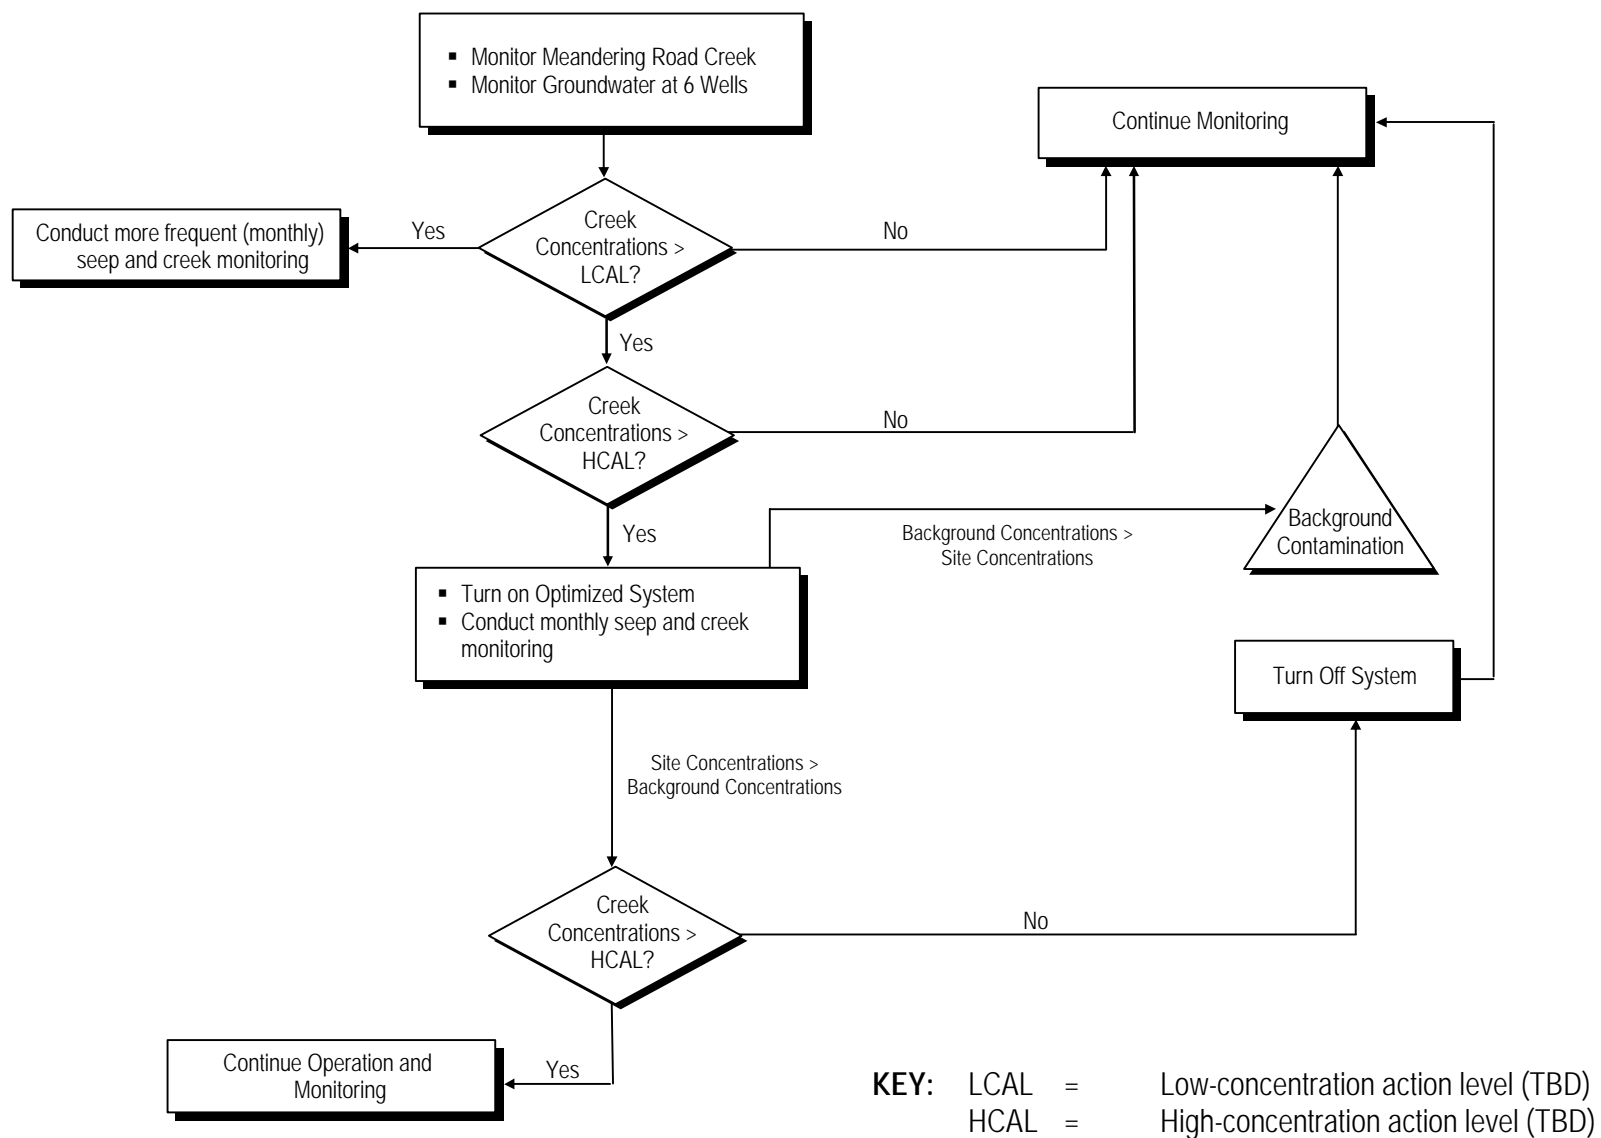 ▪ Monitor Meandering Road Creek
▪ Monitor Groundwater at 6 Wells
Continue Monitoring
Conduct more frequent (monthly)
seep and creek monitoring
Yes
Creek
Concentrations >
LCAL?
No
Yes
Creek
Concentrations >
HCAL?
No
Yes
Background Concentrations >
Site Concentrations
Background
Contamination
▪ Turn on Optimized System
▪ Conduct monthly seep and creek
monitoring
Turn Off System
Site Concentrations >
Background Concentrations
Creek
Concentrations >
HCAL?
No
Continue Operation and
Monitoring
Yes
KEY: LCAL = Low-concentration action level (TBD)
HCAL = High-concentration action level (TBD)